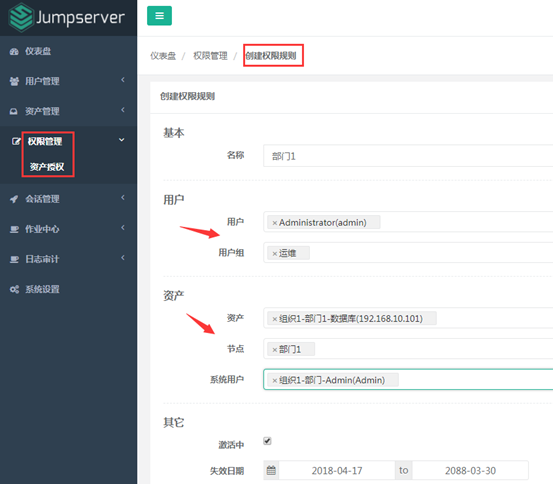 Jumpserver
仪表盘
用户管理
资产管理
权限管理
资产授权
会话管理
作业中心
日志审计
系统设置
仪表盘 / 权限管理 / 创建权限规则
创建权限规则
基本
名称 部门1
用户
用户 ×Administrator(admin)
用户组 ×运维
资产
资产 ×组织1-部门1-数据库(192.168.10.101)
节点 ×部门1
系统用户 ×组织1-部门-Admin(Admin)
其它
激活中
失效日期 2018-04-17 to 2088-03-30